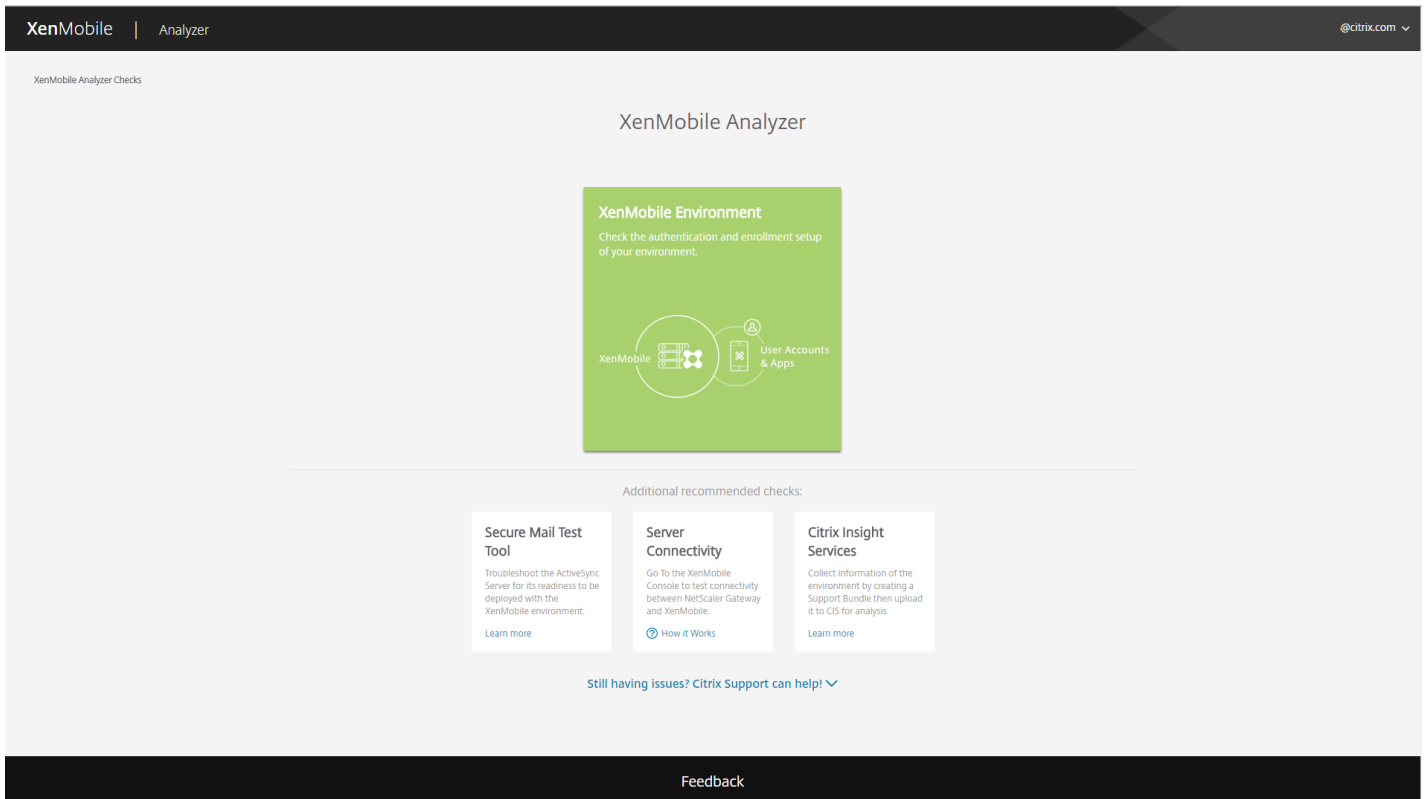 XenMobile | Analyzer
@citrix.com
XenMobile Analyzer Checks
XenMobile Analyzer
XenMobile Environment
Check the authentication and enrollment setup
of your environment.
XenMobile
User Accounts
& Apps
Additional recommended checks:
Secure Mail Test
Tool
Troubleshoot the ActiveSync
Server for its readiness to be
deployed with the
XenMobile environment.
Learn more
Server
Connectivity
Go To the XenMobile
Console to test connectivity
between NetScaler Gateway
and XenMobile.
? How it Works
Citrix Insight
Services
Collect information of the
environment by creating a
Support Bundle then upload
it to CIS for analysis.
Learn more
Still having issues? Citrix Support can help!
Feedback